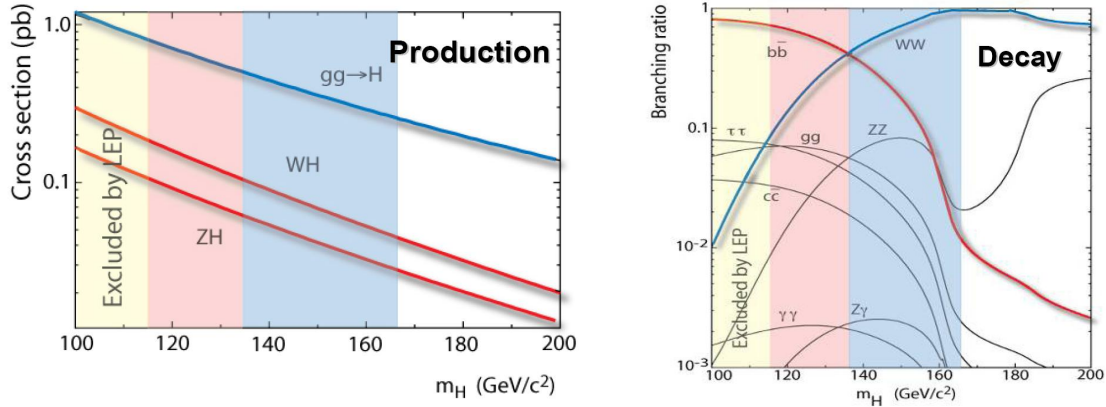 Production
Cross section (pb)
1.0
0.1
gg→H
WH
ZH
Excluded by LEP
100
120
140
160
180
200
m_H (GeV/c²)
Decay
Branching ratio
1
0.1
10⁻²
10⁻³
bb̄
WW
ττ
gg
ZZ
cc̄
Excluded by LEP
γγ
Zγ
100
120
140
160
180
200
m_H (GeV/c²)